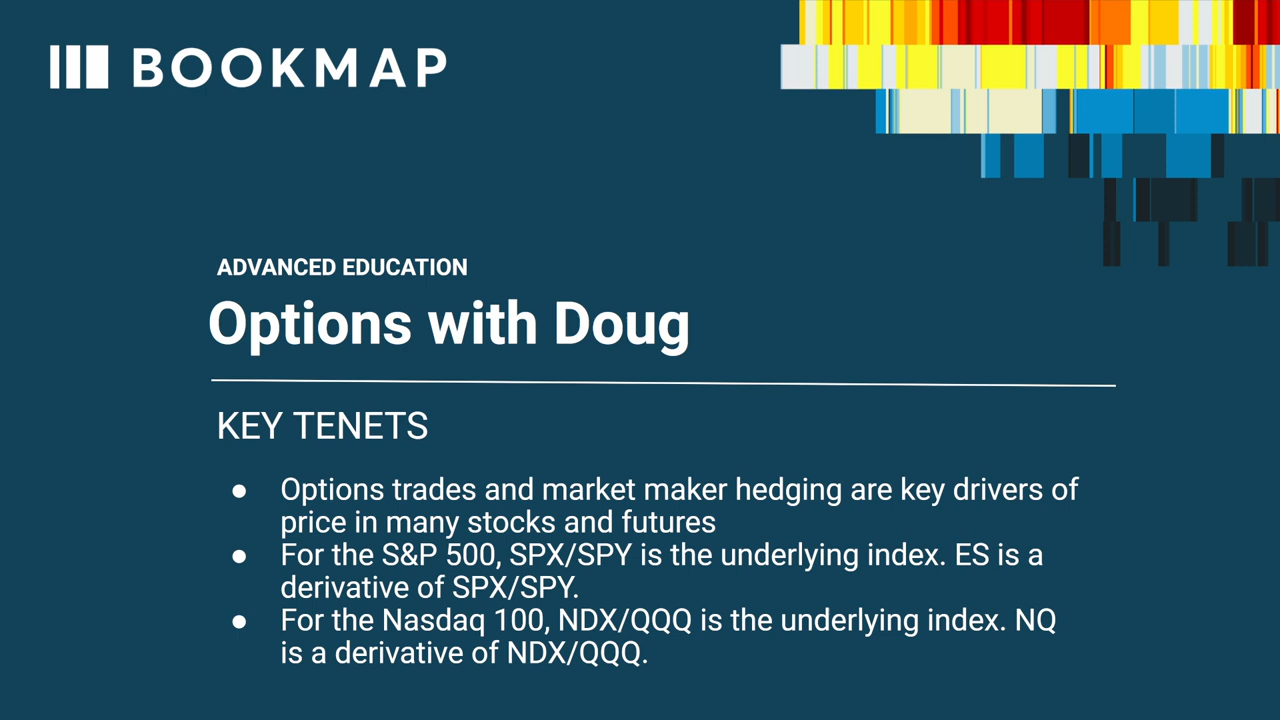 BOOKMAP
ADVANCED EDUCATION
Options with Doug
KEY TENETS
● Options trades and market maker hedging are key drivers of
price in many stocks and futures
● For the S&P 500, SPX/SPY is the underlying index. ES is a
derivative of SPX/SPY.
● For the Nasdaq 100, NDX/QQQ is the underlying index. NQ
is a derivative of NDX/QQQ.